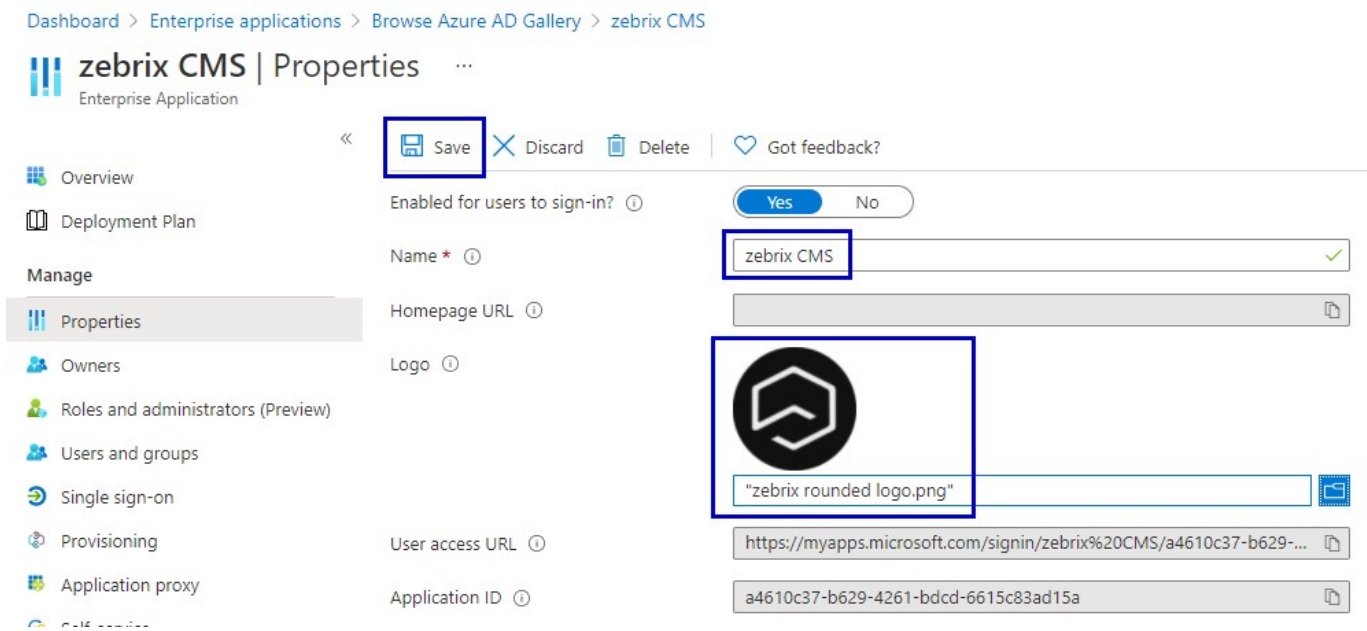 Dashboard > Enterprise applications > Browse Azure AD Gallery > zebrix CMS
zebrix CMS | Properties ...
Enterprise Application
«
Save Discard Delete Got feedback?
Overview
Deployment Plan
Manage
Properties
Owners
Roles and administrators (Preview)
Users and groups
Single sign-on
Provisioning
Application proxy
Self-service
Enabled for users to sign-in? Yes No
Name * zebrix CMS
Homepage URL
Logo
"zebrix rounded logo.png"
User access URL https://myapps.microsoft.com/signin/zebrix%20CMS/a4610c37-b629-...
Application ID a4610c37-b629-4261-bdcd-6615c83ad15a